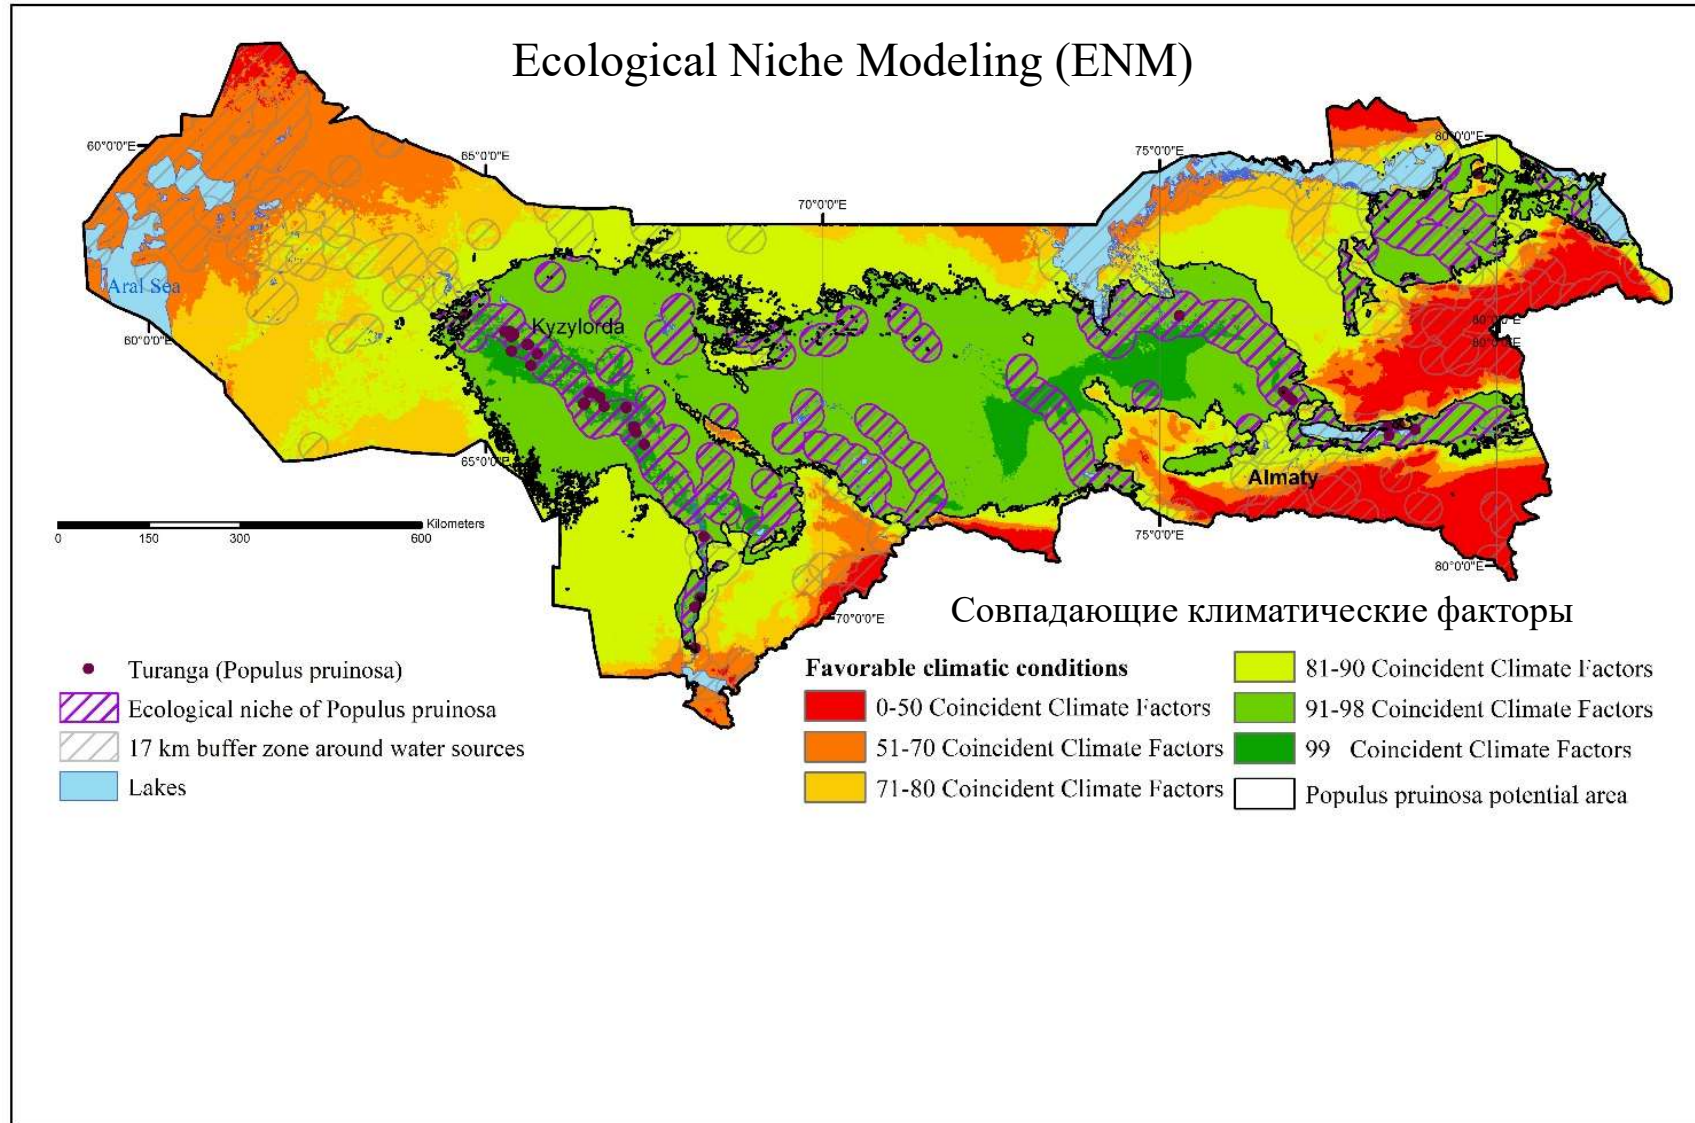 Ecological Niche Modeling (ENM)
60°0'0"E
65°0'0"E
70°0'0"E
75°0'0"E
80°0'0"E
Aral Sea
Kyzylorda
60°0'0"E
80°0'0"E
80°0'0"E
65°0'0"E
Almaty
Kilometers
0 150 300 600
75°0'0"E
80°0'0"E
70°0'0"E
Совпадающие климатические факторы
Turanga (Populus pruinosa)
Ecological niche of Populus pruinosa
17 km buffer zone around water sources
Lakes
Favorable climatic conditions
0-50 Coincident Climate Factors
51-70 Coincident Climate Factors
71-80 Coincident Climate Factors
81-90 Coincident Climate Factors
91-98 Coincident Climate Factors
99 Coincident Climate Factors
Populus pruinosa potential area